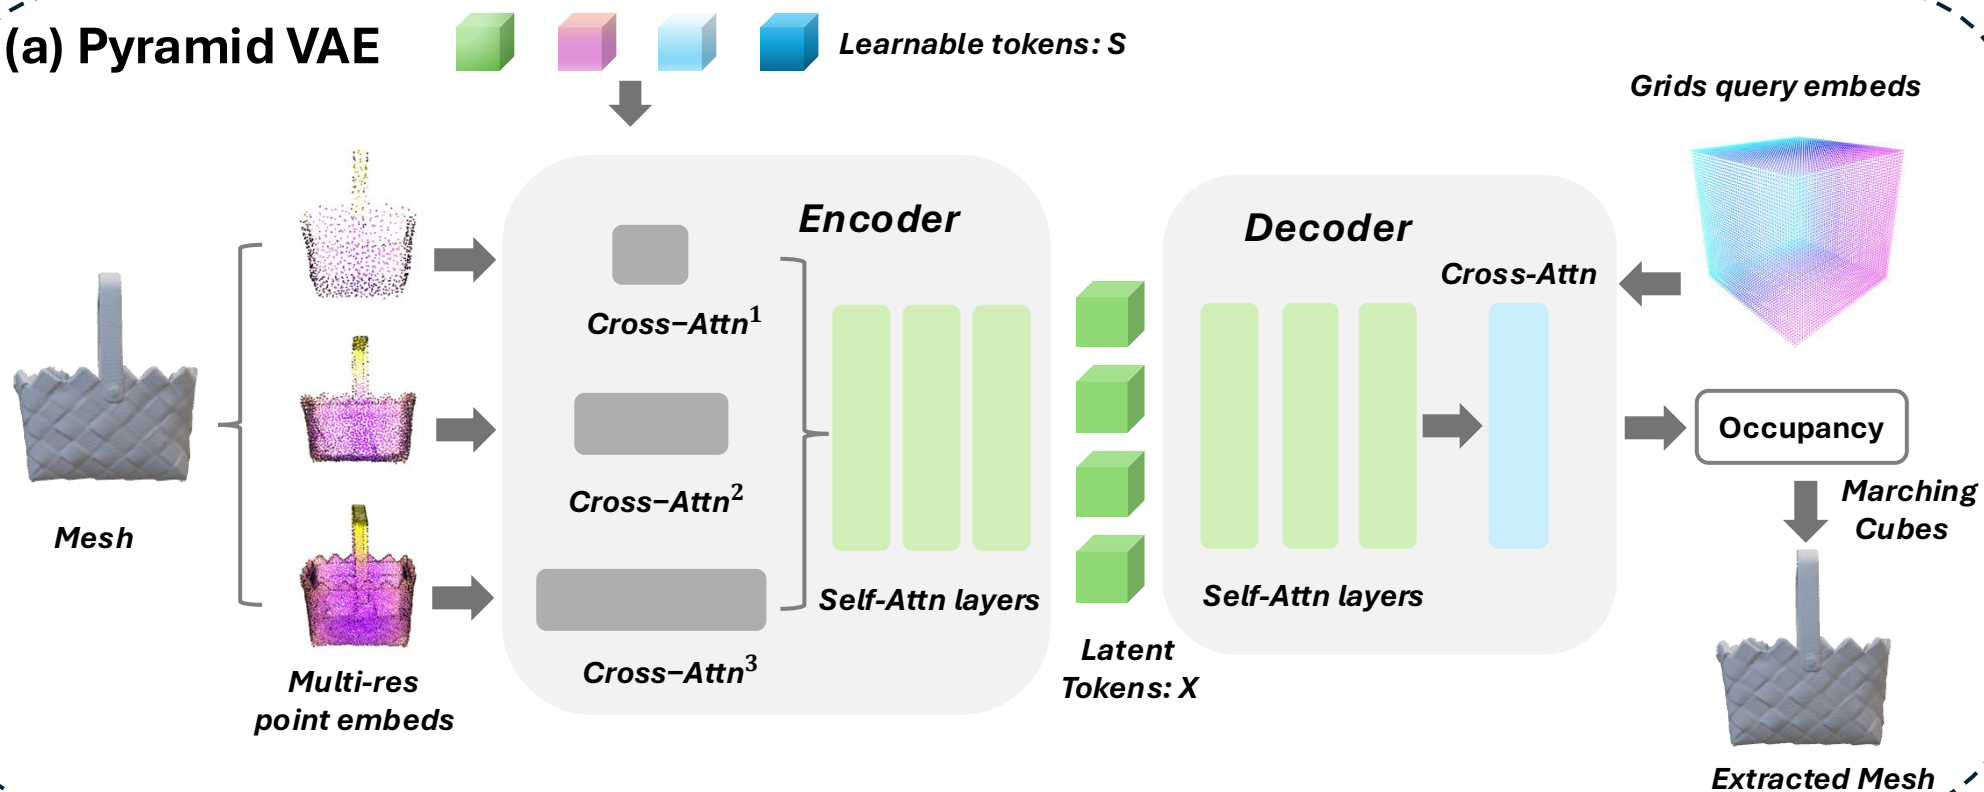 (a) Pyramid VAE
Learnable tokens: S
Grids query embeds
Encoder
Decoder
Cross-Attn
Cross−Attn¹
Cross−Attn²
Cross−Attn³
Mesh
Multi-res
point embeds
Self-Attn layers
Latent
Tokens: X
Self-Attn layers
Occupancy
Marching
Cubes
Extracted Mesh